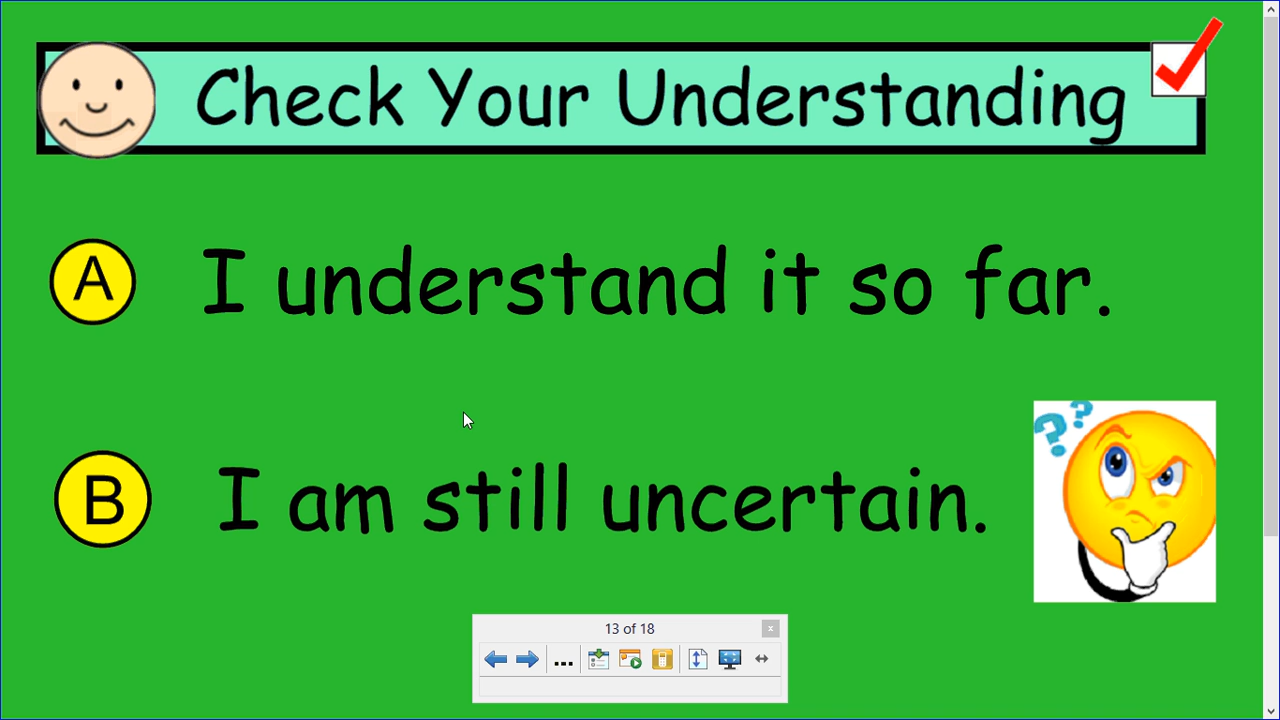 Check Your Understanding
A I understand it so far.
??
B I am still uncertain.
13 of 18
...